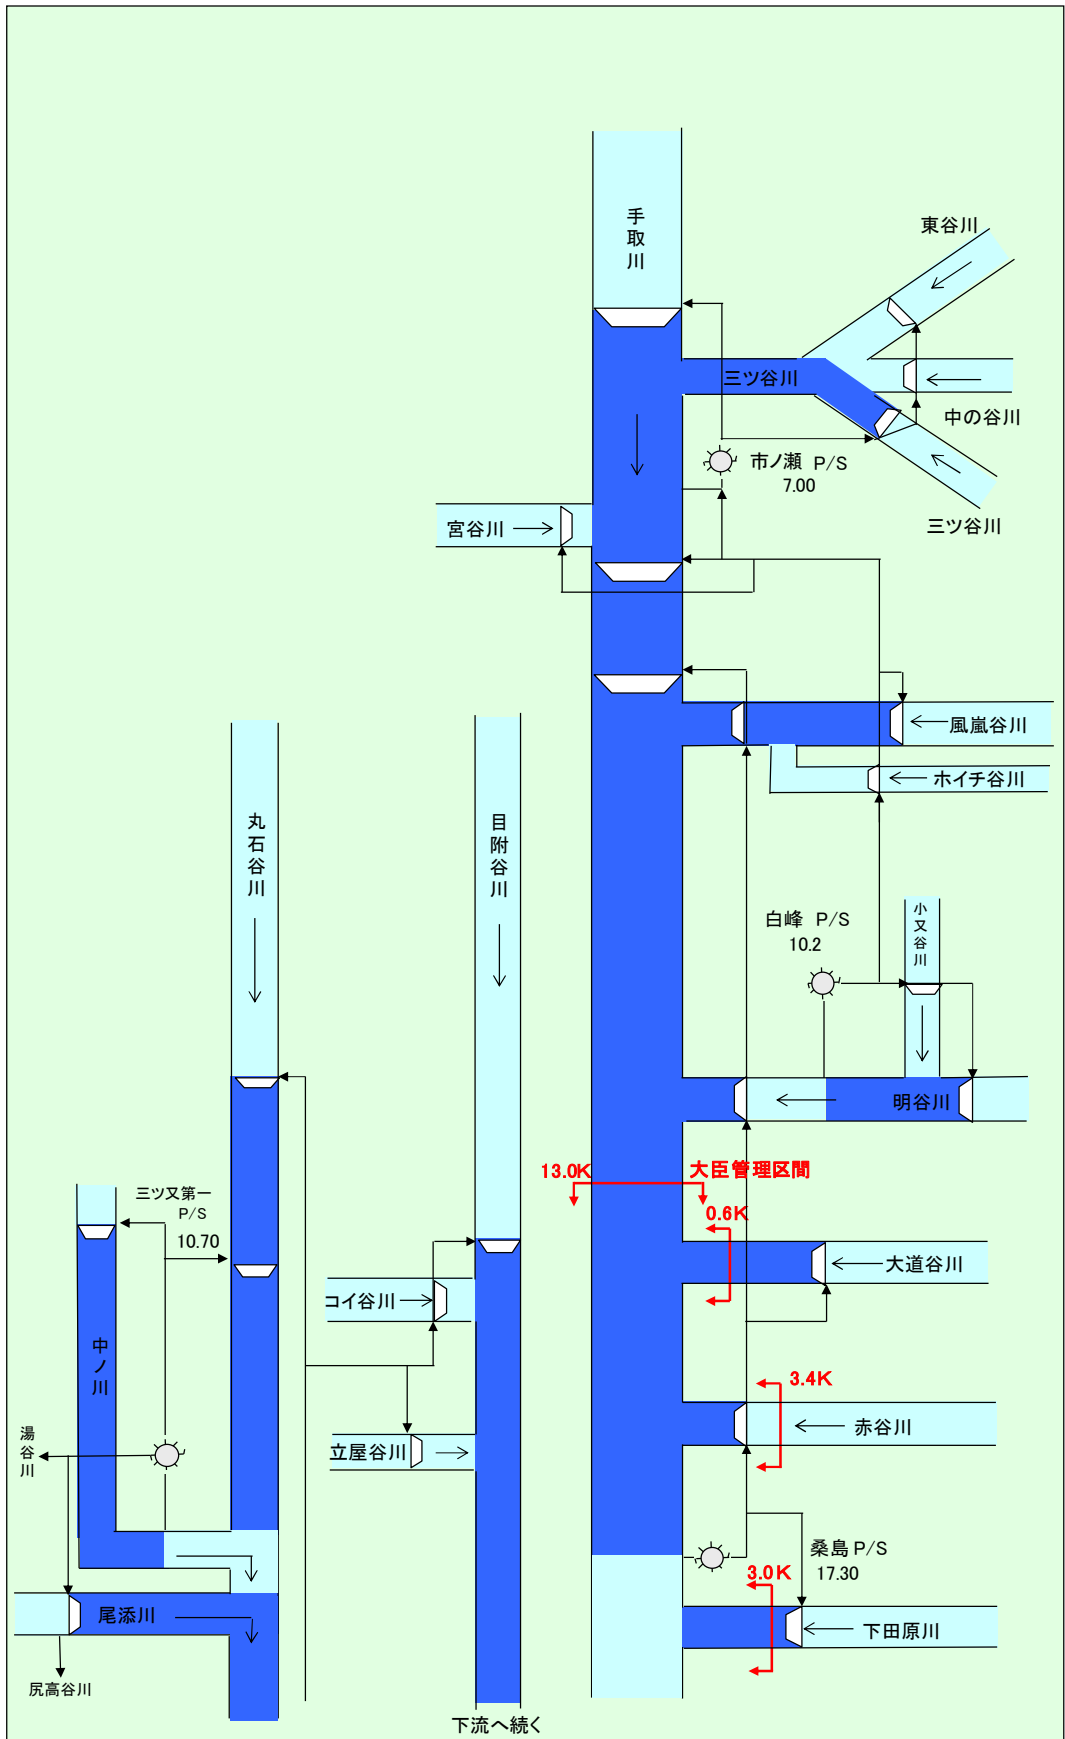 手取川
東谷川
三ツ谷川
中の谷川
市ノ瀬 P/S
7.00
三ツ谷川
宮谷川
風嵐谷川
ホイチ谷川
丸石谷川
目附谷川
白峰 P/S
10.2
小又谷川
明谷川
13.0K
大臣管理区間
三ツ又第一
P/S
10.70
0.6K
大道谷川
コイ谷川
中ノ川
3.4K
赤谷川
湯谷川
立屋谷川
桑島 P/S
17.30
3.0K
尾添川
下田原川
尻高谷川
下流へ続く